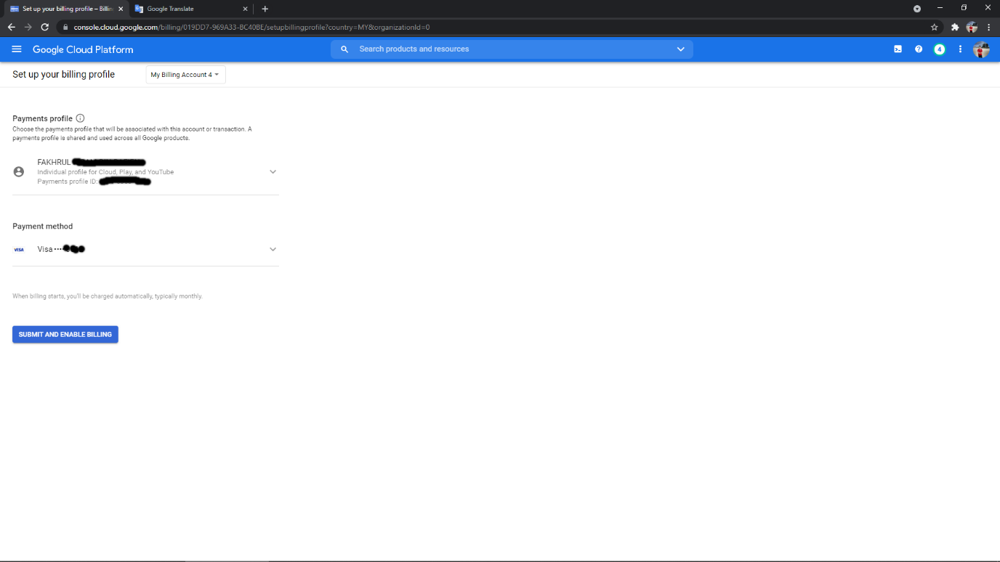 Set up your billing profile – Billin
Google Translate
console.cloud.google.com/billing/019DD7-969A33-BC40BE/setupbillingprofile?country=MY&organizationId=0
Google Cloud Platform
Search products and resources
4
Set up your billing profile
My Billing Account 4
Payments profile
Choose the payments profile that will be associated with this account or transaction. A
payments profile is shared and used across all Google products.
FAKHRUL
Individual profile for Cloud, Play, and YouTube
Payments profile ID:
Payment method
VISA
Visa ••••
When billing starts, you'll be charged automatically, typically monthly.
SUBMIT AND ENABLE BILLING